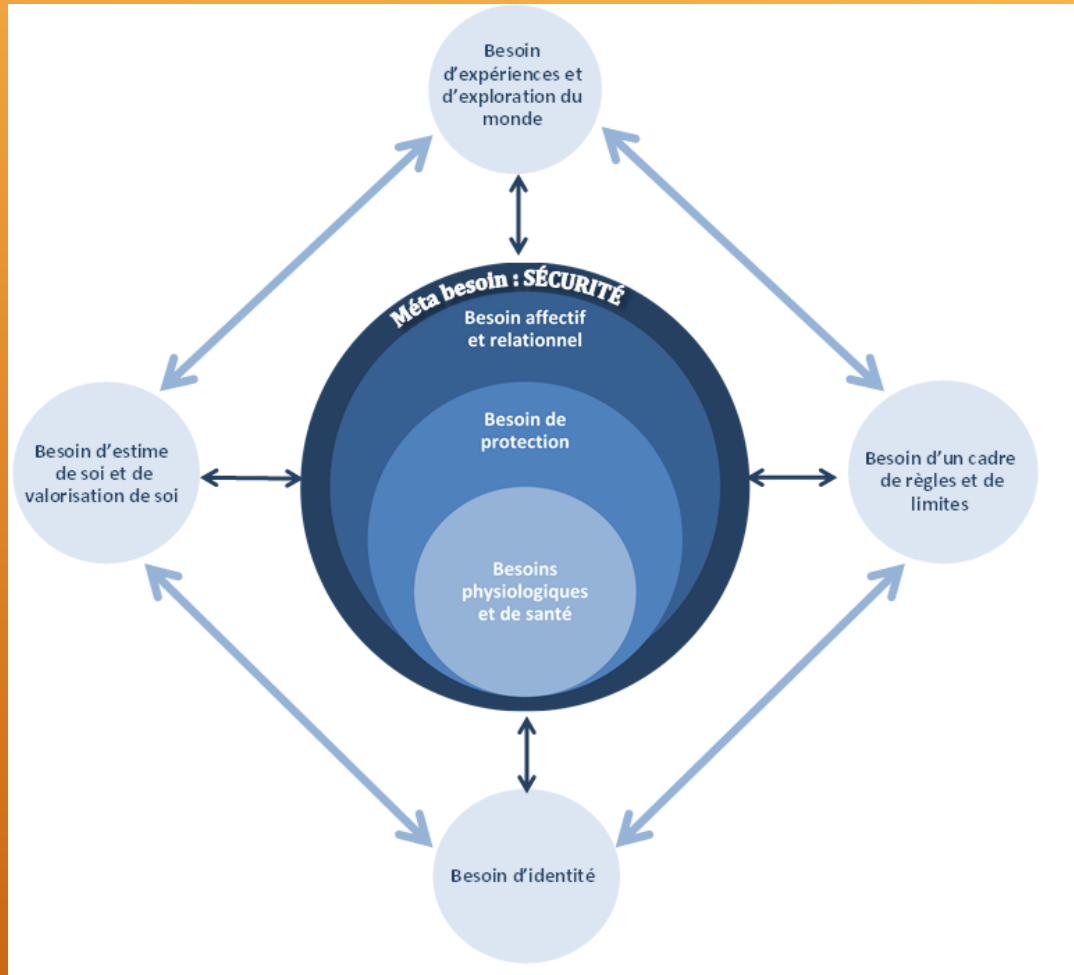 Besoin
d'expériences et
d'exploration du
monde
Méta besoin : SÉCURITÉ
Besoin affectif
et relationnel
Besoin de
protection
Besoin d'estime
de soi et de
valorisation de soi
Besoin d'un cadre
de règles et de
limites
Besoins
physiologiques
et de santé
Besoin d'identité